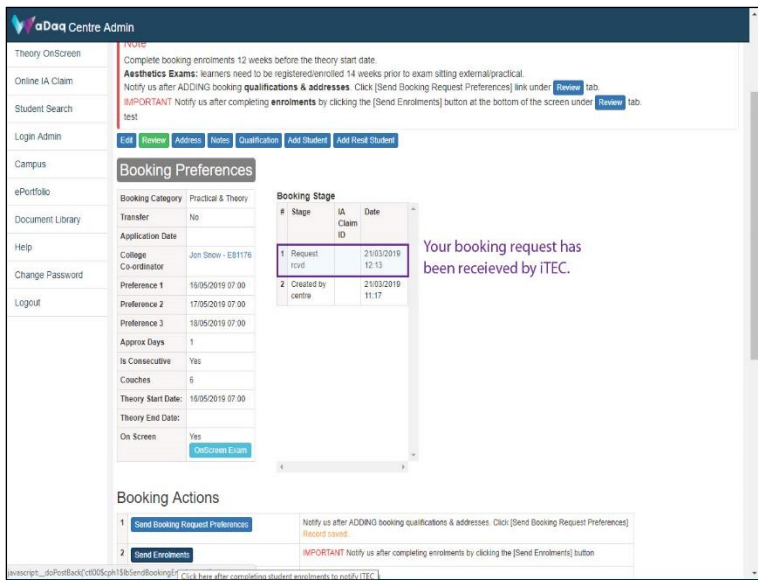 aDaq Centre Admin
Theory OnScreen
Online IA Claim
Student Search
Login Admin
Campus
ePortfolio
Document Library
Help
Change Password
Logout
Note
Complete booking enrolments 12 weeks before the theory start date.
Aesthetics Exams: learners need to be registered/enrolled 14 weeks prior to exam sitting external/practical.
Notify us after ADDING booking qualifications & addresses. Click [Send Booking Request Preferences] link under Review tab.
IMPORTANT Notify us after completing enrolments by clicking the [Send Enrolments] button at the bottom of the screen under Review tab.
test
Edit Review Address Notes Qualification Add Student Add Resit Student
Booking Preferences
Booking Category Practical & Theory
Transfer No
Application Date
College
Co-ordinator Jon Snow - E81176
Preference 1 16/05/2019 07:00
Preference 2 17/05/2019 07:00
Preference 3 18/05/2019 07:00
Approx Days 1
Is Consecutive Yes
Couches 6
Theory Start Date: 16/05/2019 07:00
Theory End Date:
On Screen Yes
OnScreen Exam
Booking Stage
# Stage IA Claim ID Date
1 Request rcvd 21/03/2019 12:13
2 Created by centre 21/03/2019 11:17
Your booking request has
been receieved by iTEC.
Booking Actions
1 Send Booking Request Preferences Notify us after ADDING booking qualifications & addresses. Click [Send Booking Request Preferences]
Record saved.
2 Send Enrolments IMPORTANT Notify us after completing enrolments by clicking the [Send Enrolments] button
Click here after completing student enrolments to notify ITEC